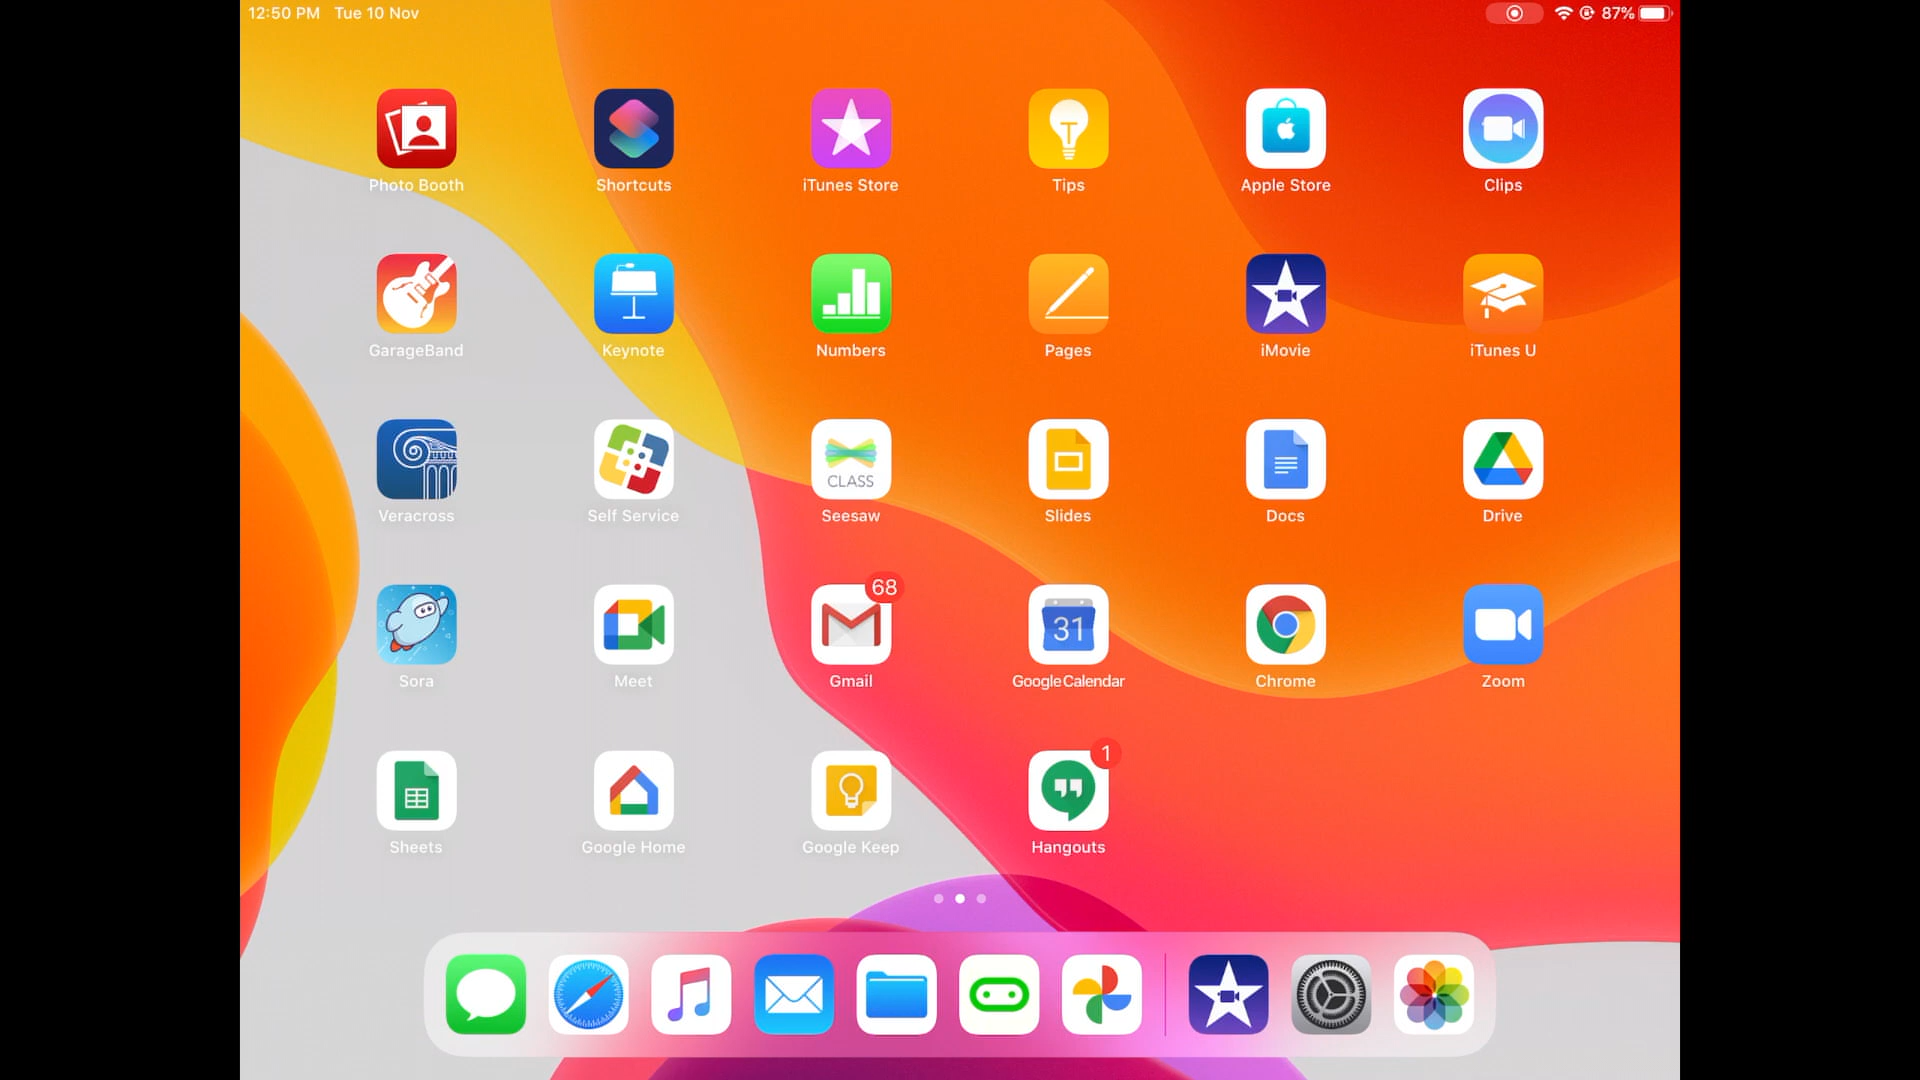 12:50 PM Tue 10 Nov 87%
Photo Booth Shortcuts iTunes Store Tips Apple Store Clips
GarageBand Keynote Numbers Pages iMovie iTunes U
CLASS
Veracross Self Service Seesaw Slides Docs Drive
68
31
Sora Meet Gmail Google Calendar Chrome Zoom
1
Sheets Google Home Google Keep Hangouts